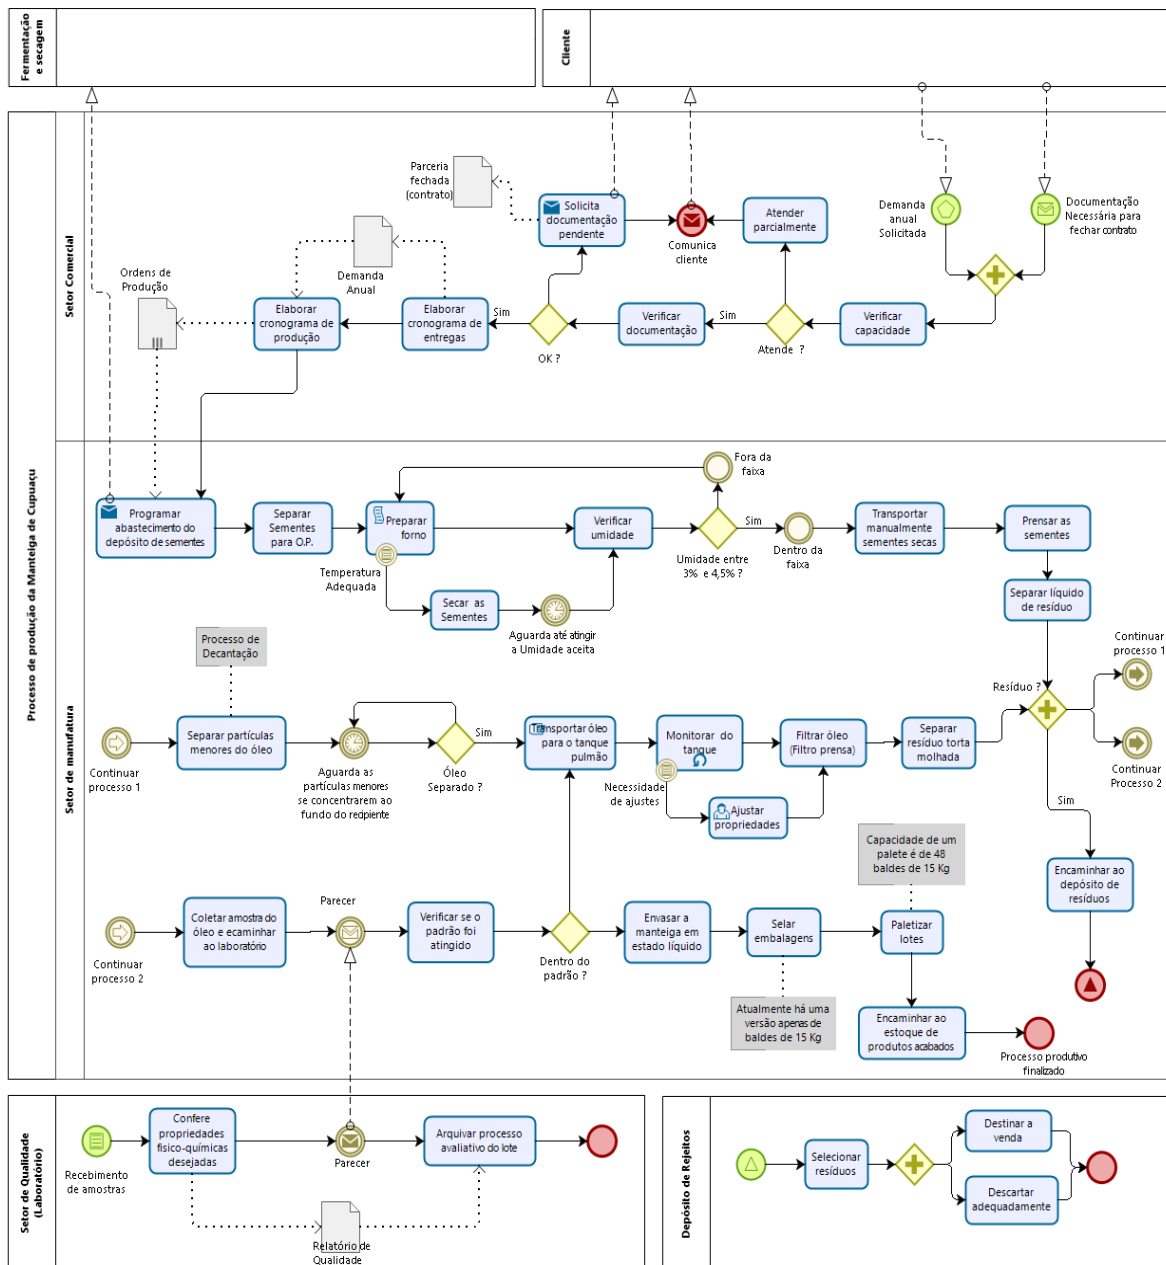 Fermentação
e secagem
Cliente
Processo de produção da Manteiga de Cupuaçu
Setor Comercial
Parceria
fechada
(contrato)
Solicita
documentação
pendente
Comunica
cliente
Atender
parcialmente
Demanda
anual
Solicitada
Documentação
Necessária para
fechar contrato
Ordens de
Produção
Demanda
Anual
Elaborar
cronograma de
produção
Elaborar
cronograma de
entregas
Sim
OK ?
Verificar
documentação
Sim
Atende ?
Verificar
capacidade
Setor de manufatura
Programar
abastecimento do
depósito de sementes
Separar
Sementes
para O.P.
Preparar
forno
Temperatura
Adequada
Secar as
Sementes
Aguarda até atingir
a Umidade aceita
Verificar
umidade
Fora da
faixa
Sim
Umidade entre
3% e 4,5% ?
Dentro da
faixa
Transportar
manualmente
sementes secas
Prensar as
sementes
Separar líquido
de resíduo
Resíduo ?
Continuar
processo 1
Continuar
Processo 2
Sim
Encaminhar ao
depósito de
resíduos
Processo de
Decantação
Continuar
processo 1
Separar partículas
menores do óleo
Aguarda as
partículas menores
se concentrarem ao
fundo do recipiente
Óleo
Separado ?
Sim
Transportar óleo
para o tanque
pulmão
Monitorar do
tanque
Necessidade
de ajustes
Ajustar
propriedades
Filtrar óleo
(Filtro prensa)
Separar
resíduo torta
molhada
Capacidade de um
palete é de 48
baldes de 15 Kg
Continuar
processo 2
Coletar amostra do
óleo e ecaminhar
ao laboratório
Parecer
Verificar se o
padrão foi
atingido
Dentro do
padrão ?
Envasar a
manteiga em
estado líquido
Selar
embalagens
Paletizar
lotes
Atualmente há uma
versão apenas de
baldes de 15 Kg
Encaminhar ao
estoque de
produtos acabados
Processo produtivo
finalizado
Setor de Qualidade
(Laboratório)
Recebimento
de amostras
Confere
propriedades
fisico-químicas
desejadas
Parecer
Arquivar processo
avaliativo do lote
Relatório de
Qualidade
Depósito de Rejeitos
Selecionar
resíduos
Destinar a
venda
Descartar
adequadamente